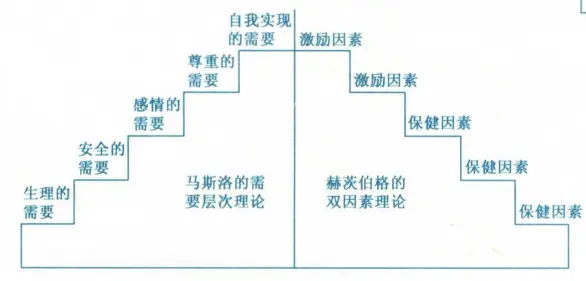 自我实现
的需要
激励因素
尊重的
需要
激励因素
感情的
需要
保健因素
安全的
需要
保健因素
生理的
需要
保健因素
马斯洛的需
要层次理论
赫茨伯格的
双因素理论